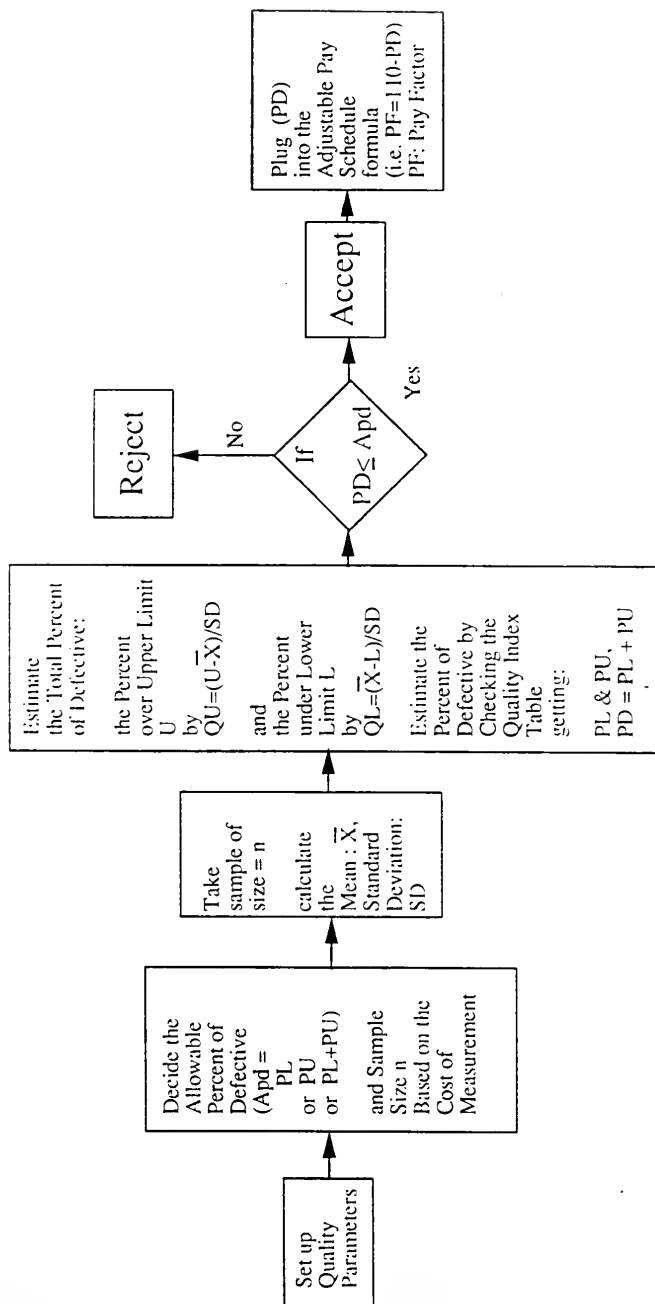 Set up
Quality
Parameters
Decide the
Allowable
Percent of
Defective
(Apd =
PL
or PU
or PL+PU)
and Sample
Size n
Based on the
Cost of
Measurement
Take
sample of
size = n
calculate
the
Mean : X̅,
Standard
Deviation:
SD
Estimate
the Total Percent
of Defective:
the Percent
over Upper Limit
U
by
QU=(U-X̅)/SD
and
the Percent
under Lower
Limit L
by
QL=(X̅-L)/SD
Estimate the
Percent of
Defective by
Checking the
Quality Index
Table
getting:
PL & PU,
PD = PL + PU
If
PD≤ Apd
No
Reject
Yes
Accept
Plug (PD)
into the
Adjustable Pay
Schedule
formula
(i.e. PF=110-PD)
PF: Pay Factor